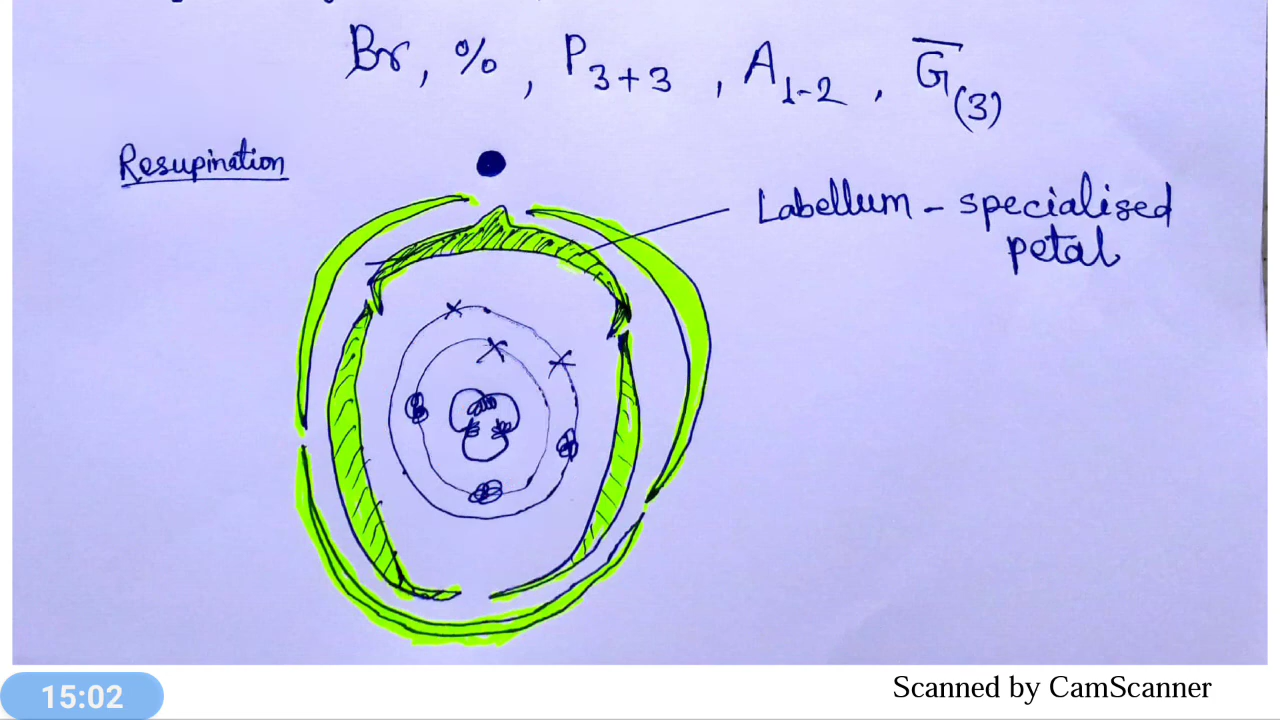 Br, %, P3+3, A1-2, G̅(3)
Resupination
Labellum - specialised
petal
15:02
Scanned by CamScanner